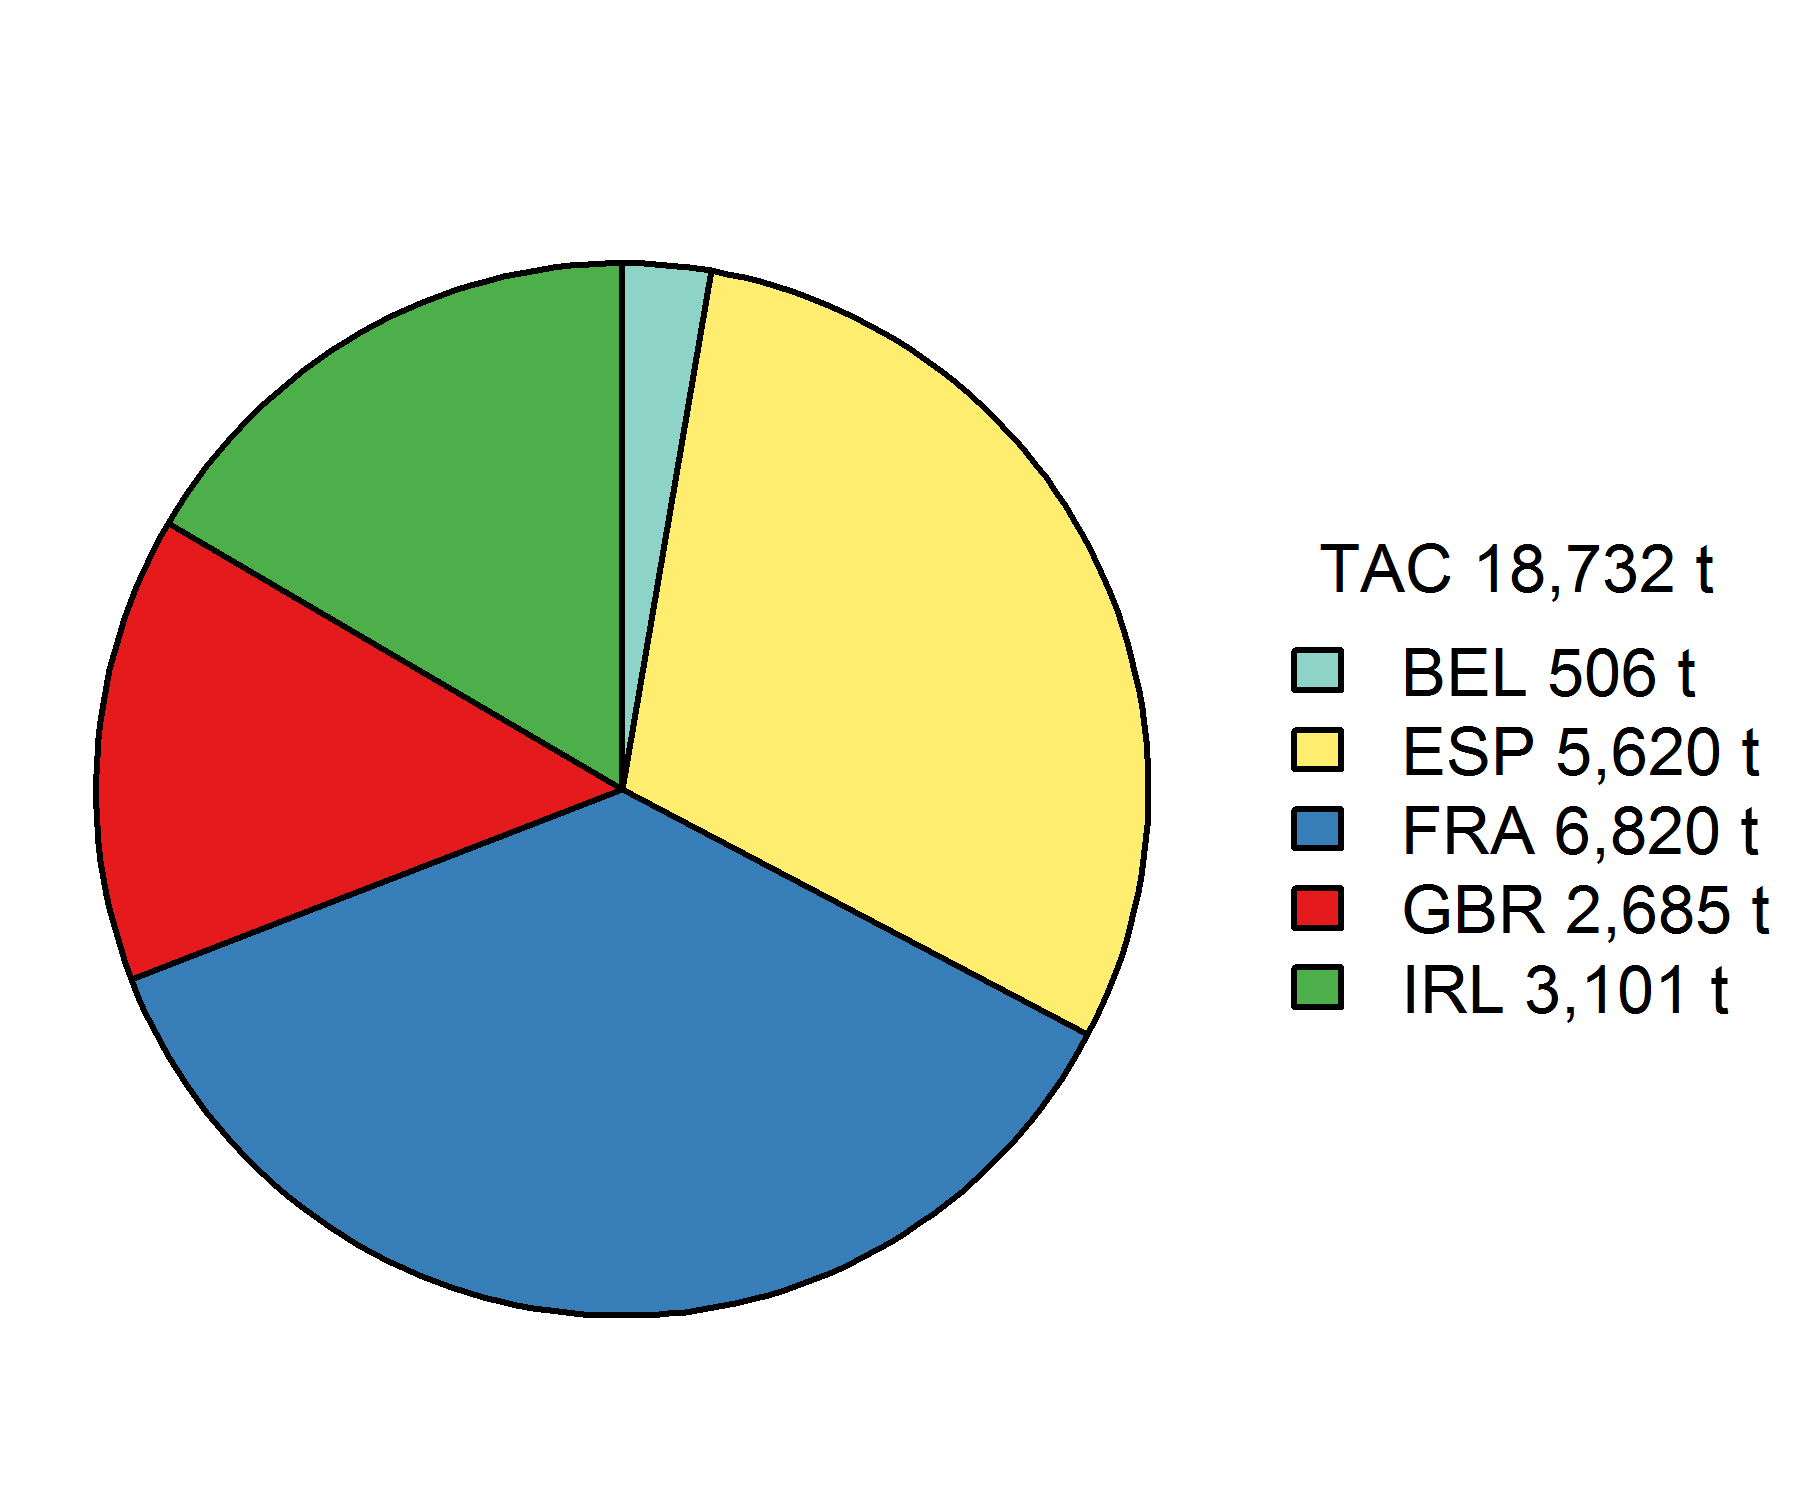 TAC 18,732 t
BEL 506 t
ESP 5,620 t
FRA 6,820 t
GBR 2,685 t
IRL 3,101 t